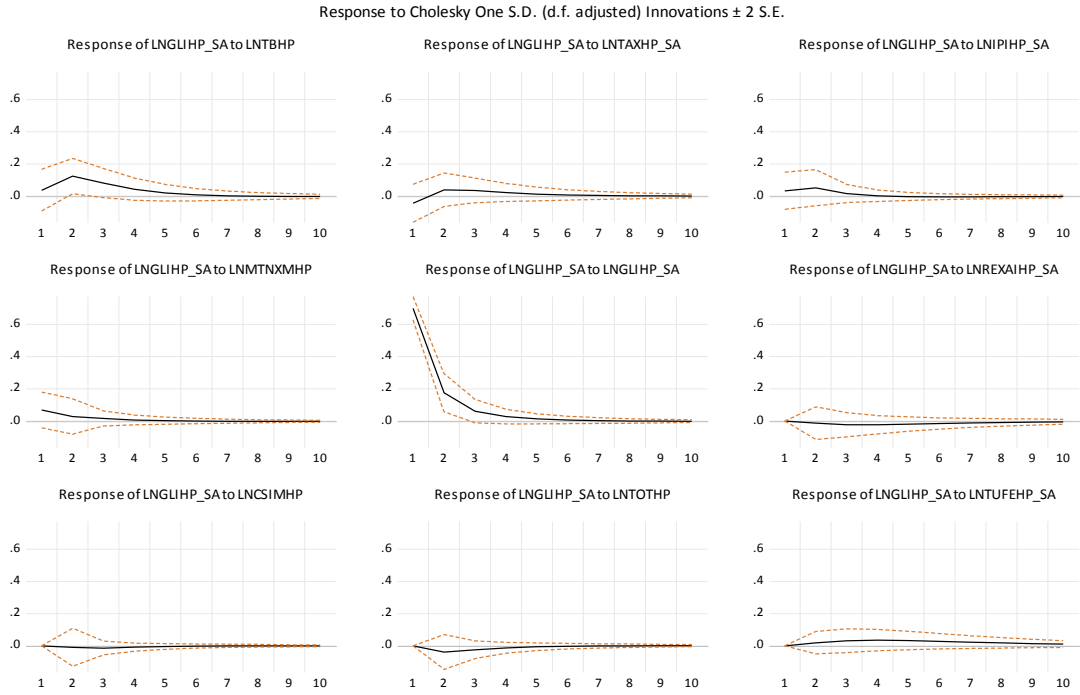 Response to Cholesky One S.D. (d.f. adjusted) Innovations ± 2 S.E.
Response of LNGLIHP_SA to LNTBHP
.6
.4
.2
.0
1 2 3 4 5 6 7 8 9 10
Response of LNGLIHP_SA to LNTAXHP_SA
.6
.4
.2
.0
1 2 3 4 5 6 7 8 9 10
Response of LNGLIHP_SA to LNIPIHP_SA
.6
.4
.2
.0
1 2 3 4 5 6 7 8 9 10
Response of LNGLIHP_SA to LNMTNXMHP
.6
.4
.2
.0
1 2 3 4 5 6 7 8 9 10
Response of LNGLIHP_SA to LNGLIHP_SA
.6
.4
.2
.0
1 2 3 4 5 6 7 8 9 10
Response of LNGLIHP_SA to LNREXAIHP_SA
.6
.4
.2
.0
1 2 3 4 5 6 7 8 9 10
Response of LNGLIHP_SA to LNCSIMHP
.6
.4
.2
.0
1 2 3 4 5 6 7 8 9 10
Response of LNGLIHP_SA to LNTOTHP
.6
.4
.2
.0
1 2 3 4 5 6 7 8 9 10
Response of LNGLIHP_SA to LNTUFEHP_SA
.6
.4
.2
.0
1 2 3 4 5 6 7 8 9 10